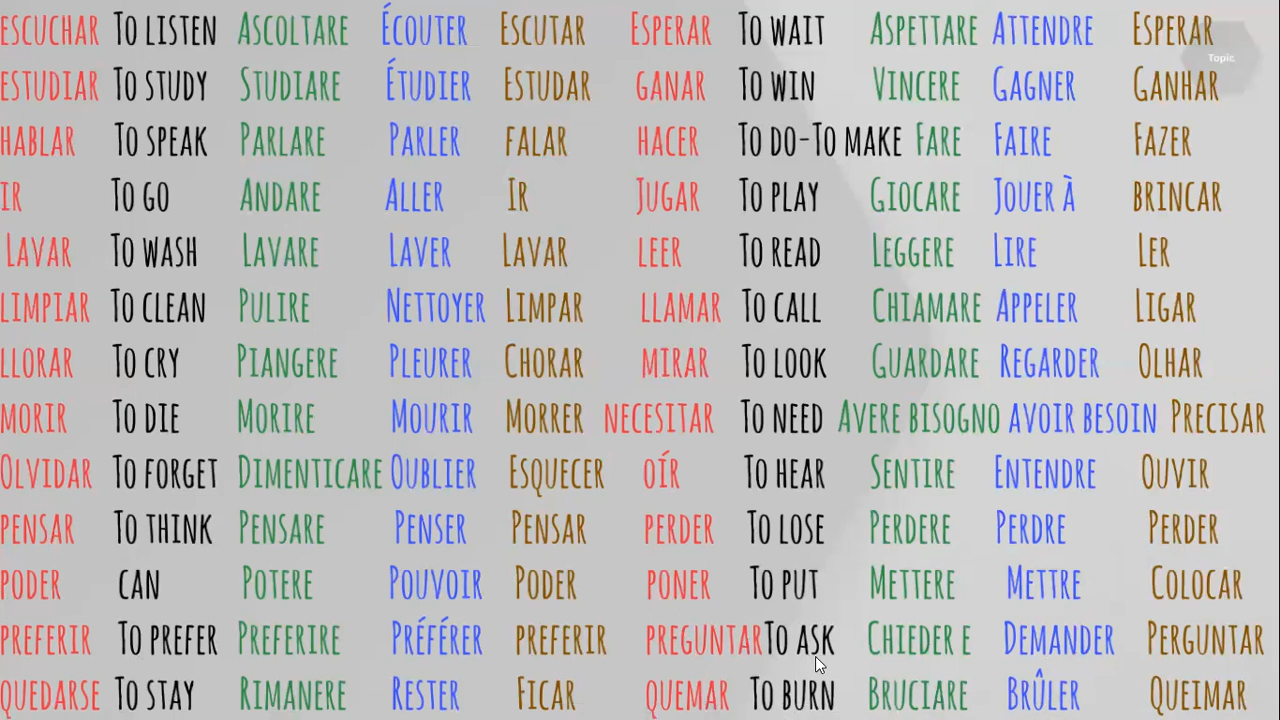 ESCUCHAR TO LISTEN ASCOLTARE ÉCOUTER ESCUTAR ESPERAR TO WAIT ASPETTARE ATTENDRE ESPERAR
Topic
ESTUDIAR TO STUDY STUDIARE ÉTUDIER ESTUDAR GANAR TO WIN VINCERE GAGNER GANHAR
HABLAR TO SPEAK PARLARE PARLER FALAR HACER TO DO-TO MAKE FARE FAIRE FAZER
IR TO GO ANDARE ALLER IR JUGAR TO PLAY GIOCARE JOUER À BRINCAR
LAVAR TO WASH LAVARE LAVER LAVAR LEER TO READ LEGGERE LIRE LER
LIMPIAR TO CLEAN PULIRE NETTOYER LIMPAR LLAMAR TO CALL CHIAMARE APPELER LIGAR
LLORAR TO CRY PIANGERE PLEURER CHORAR MIRAR TO LOOK GUARDARE REGARDER OLHAR
MORIR TO DIE MORIRE MOURIR MORRER NECESITAR TO NEED AVERE BISOGNO AVOIR BESOIN PRECISAR
OLVIDAR TO FORGET DIMENTICARE OUBLIER ESQUECER OÍR TO HEAR SENTIRE ENTENDRE OUVIR
PENSAR TO THINK PENSARE PENSER PENSAR PERDER TO LOSE PERDERE PERDRE PERDER
PODER CAN POTERE POUVOIR PODER PONER TO PUT METTERE METTRE COLOCAR
PREFERIR TO PREFER PREFERIRE PRÉFÉRER PREFERIR PREGUNTAR TO ASK CHIEDER E DEMANDER PERGUNTAR
QUEDARSE TO STAY RIMANERE RESTER FICAR QUEMAR TO BURN BRUCIARE BRÛLER QUEIMAR